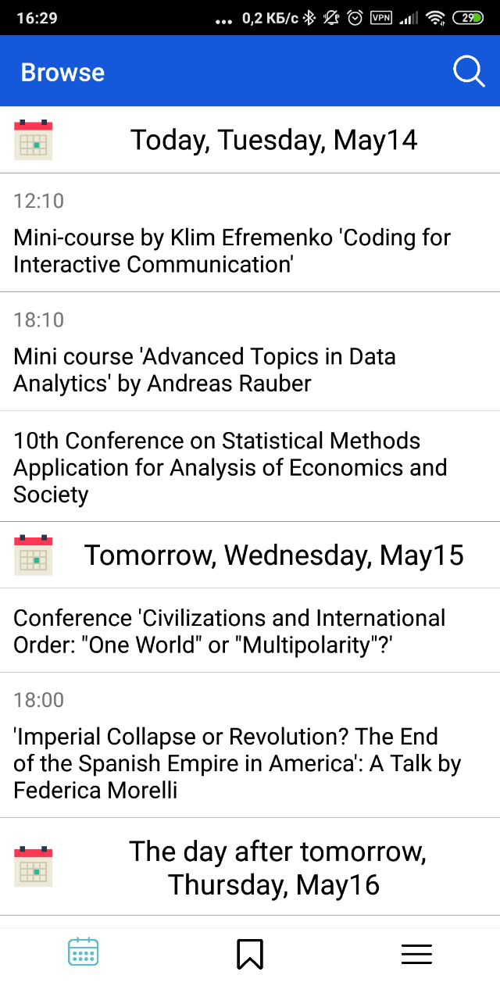 16:29 ... 0,2 КБ/с VPN 29
Browse
Today, Tuesday, May14
12:10
Mini-course by Klim Efremenko 'Coding for
Interactive Communication'
18:10
Mini course 'Advanced Topics in Data
Analytics' by Andreas Rauber
10th Conference on Statistical Methods
Application for Analysis of Economics and
Society
Tomorrow, Wednesday, May15
Conference 'Civilizations and International
Order: "One World" or "Multipolarity"?'
18:00
'Imperial Collapse or Revolution? The End
of the Spanish Empire in America': A Talk by
Federica Morelli
The day after tomorrow,
Thursday, May16